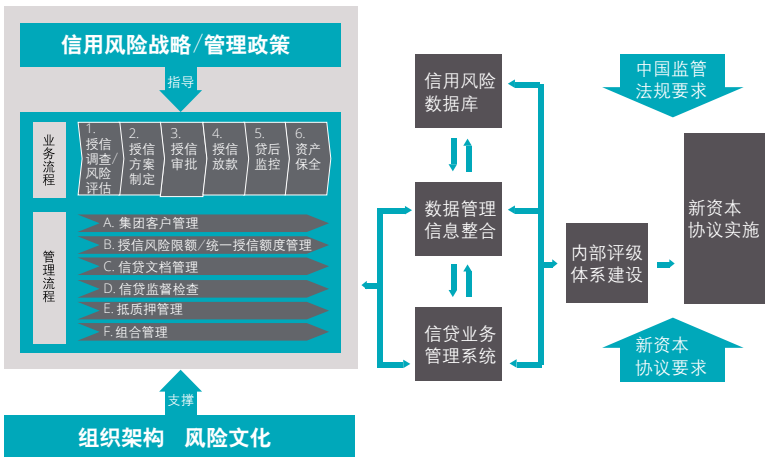 信用风险战略/管理政策
指导
业务流程
1.
授信
调查/
风险
评估
2.
授信
方案
制定
3.
授信
审批
4.
授信
放款
5.
贷后
监控
6.
资产
保全
管理流程
A. 集团客户管理
B. 授信风险限额/统一授信额度管理
C. 信贷文档管理
D. 信贷监督检查
E. 抵质押管理
F. 组合管理
支撑
组织架构 风险文化
信用风险
数据库
数据管理
信息整合
信贷业务
管理系统
内部评级
体系建设
中国监管
法规要求
新资本
协议实施
新资本
协议要求